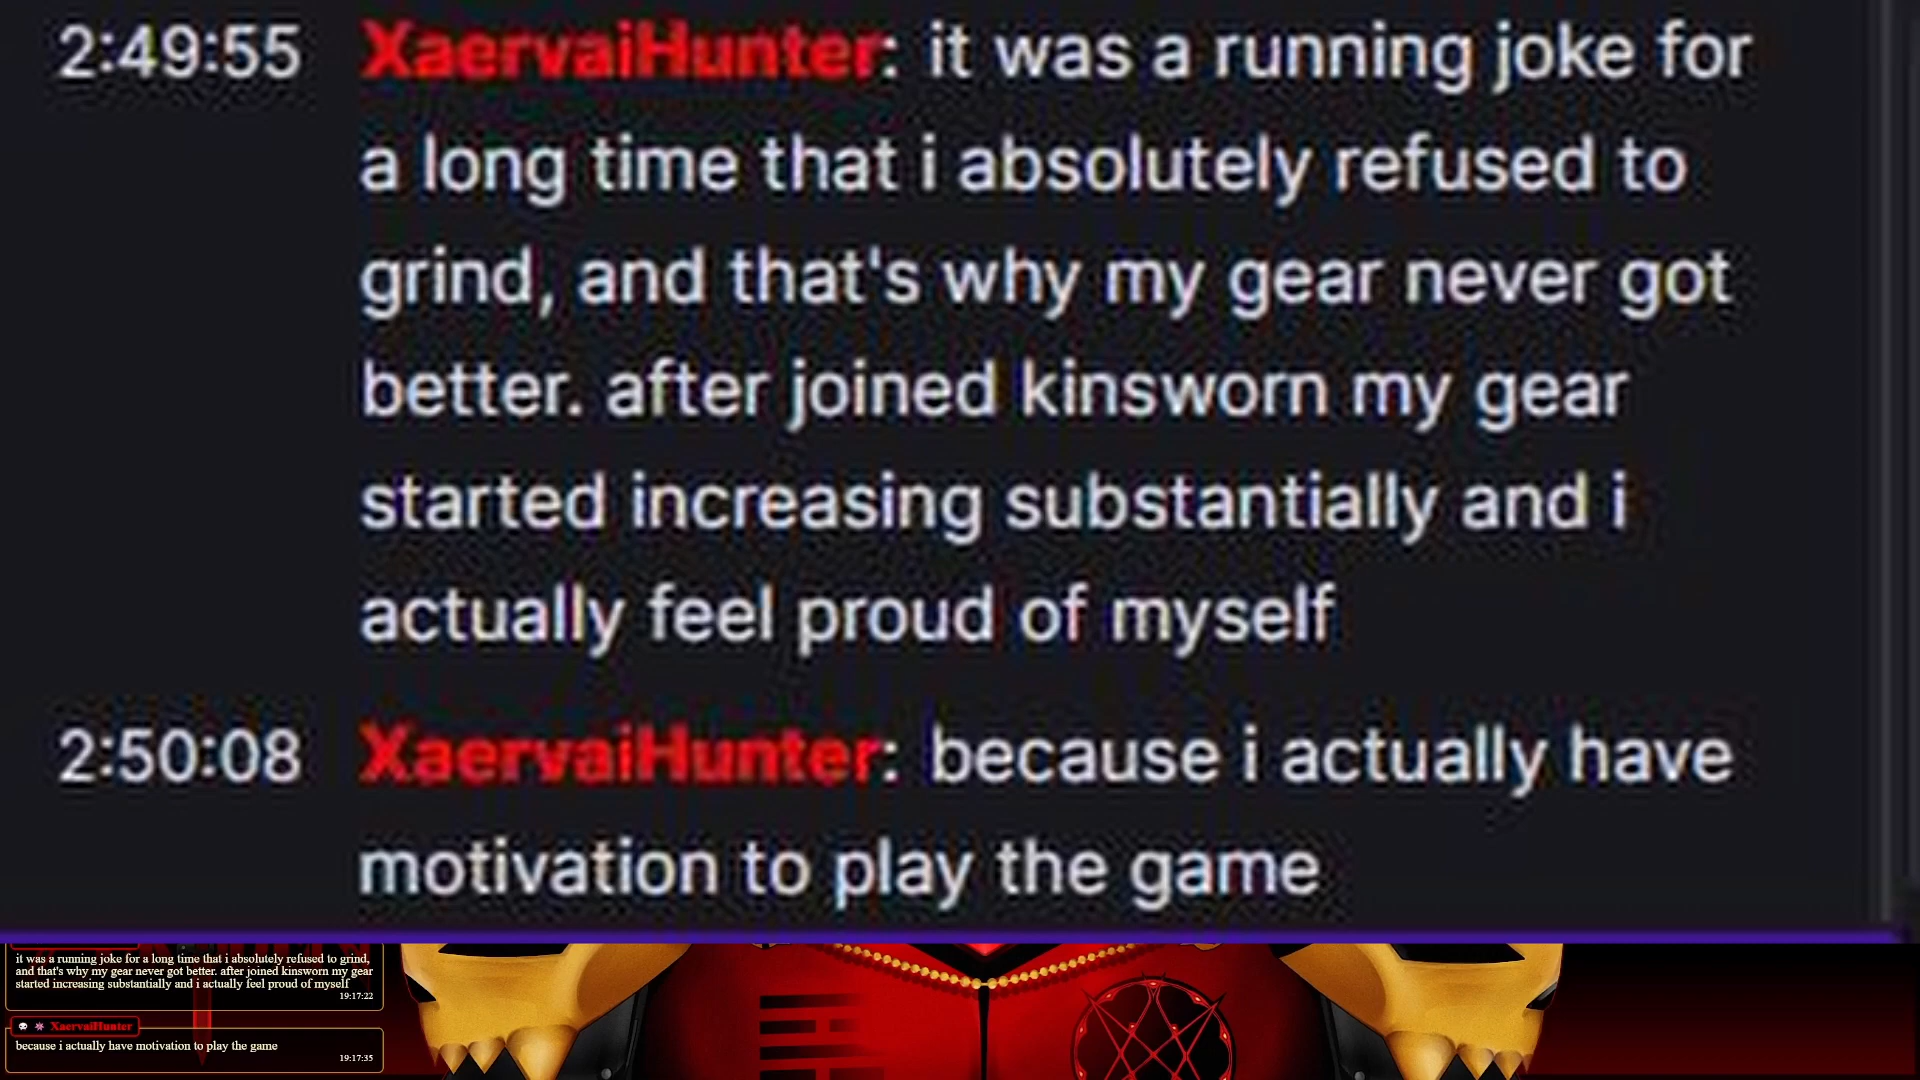 2:49:55 XaervaiHunter: it was a running joke for
a long time that i absolutely refused to
grind, and that's why my gear never got
better. after joined kinsworn my gear
started increasing substantially and i
actually feel proud of myself
2:50:08 XaervaiHunter: because i actually have
motivation to play the game
it was a running joke for a long time that i absolutely refused to grind,
and that's why my gear never got better. after joined kinsworn my gear
started increasing substantially and i actually feel proud of myself
19:17:22
XaervaiHunter
because i actually have motivation to play the game
19:17:35